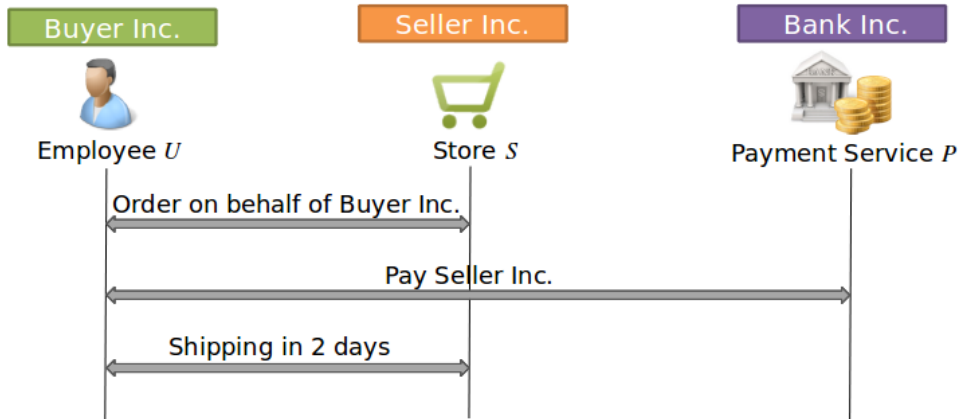 Buyer Inc.
Seller Inc.
Bank Inc.
Employee U
Store S
Payment Service P
Order on behalf of Buyer Inc.
Pay Seller Inc.
Shipping in 2 days